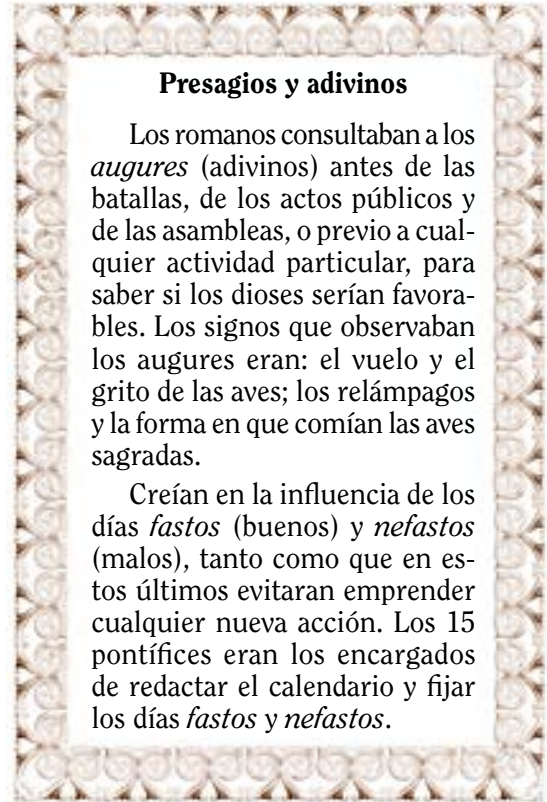 Presagios y adivinos
Los romanos consultaban a los
augures (adivinos) antes de las
batallas, de los actos públicos y
de las asambleas, o previo a cual-
quier actividad particular, para
saber si los dioses serían favora-
bles. Los signos que observaban
los augures eran: el vuelo y el
grito de las aves; los relámpagos
y la forma en que comían las aves
sagradas.
Creían en la influencia de los
días fastos (buenos) y nefastos
(malos), tanto como que en es-
tos últimos evitaran emprender
cualquier nueva acción. Los 15
pontífices eran los encargados
de redactar el calendario y fijar
los días fastos y nefastos.